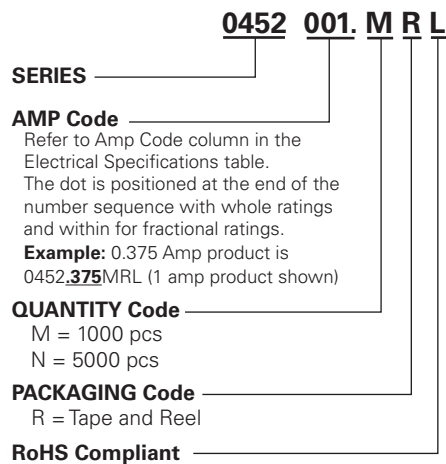 0452 001. M R L
SERIES
AMP Code
Refer to Amp Code column in the
Electrical Specifications table.
The dot is positioned at the end of the
number sequence with whole ratings
and within for fractional ratings.
Example: 0.375 Amp product is
0452.375MRL (1 amp product shown)
QUANTITY Code
M = 1000 pcs
N = 5000 pcs
PACKAGING Code
R = Tape and Reel
RoHS Compliant